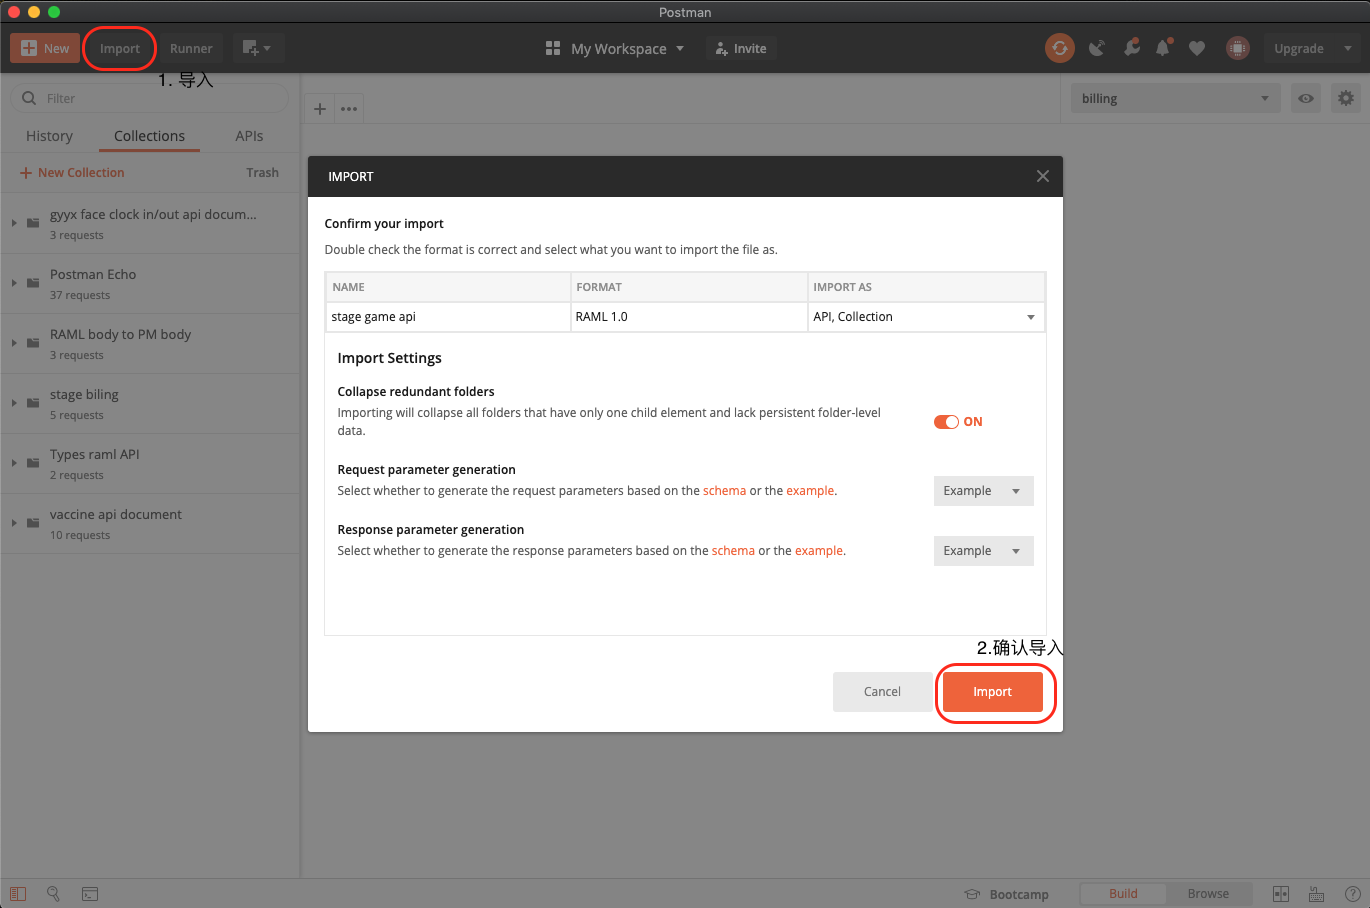 Postman
New
Import
Runner
My Workspace
Invite
Upgrade
1. 导入
Filter
billing
History
Collections
APIs
New Collection
Trash
gyyx face clock in/out api docum...
3 requests
Postman Echo
37 requests
RAML body to PM body
3 requests
stage biling
5 requests
Types raml API
2 requests
vaccine api document
10 requests
IMPORT
Confirm your import
Double check the format is correct and select what you want to import the file as.
NAME
FORMAT
IMPORT AS
stage game api
RAML 1.0
API, Collection
Import Settings
Collapse redundant folders
Importing will collapse all folders that have only one child element and lack persistent folder-level
data.
ON
Request parameter generation
Select whether to generate the request parameters based on the schema or the example.
Example
Response parameter generation
Select whether to generate the response parameters based on the schema or the example.
Example
2.确认导入
Cancel
Import
Bootcamp
Build
Browse